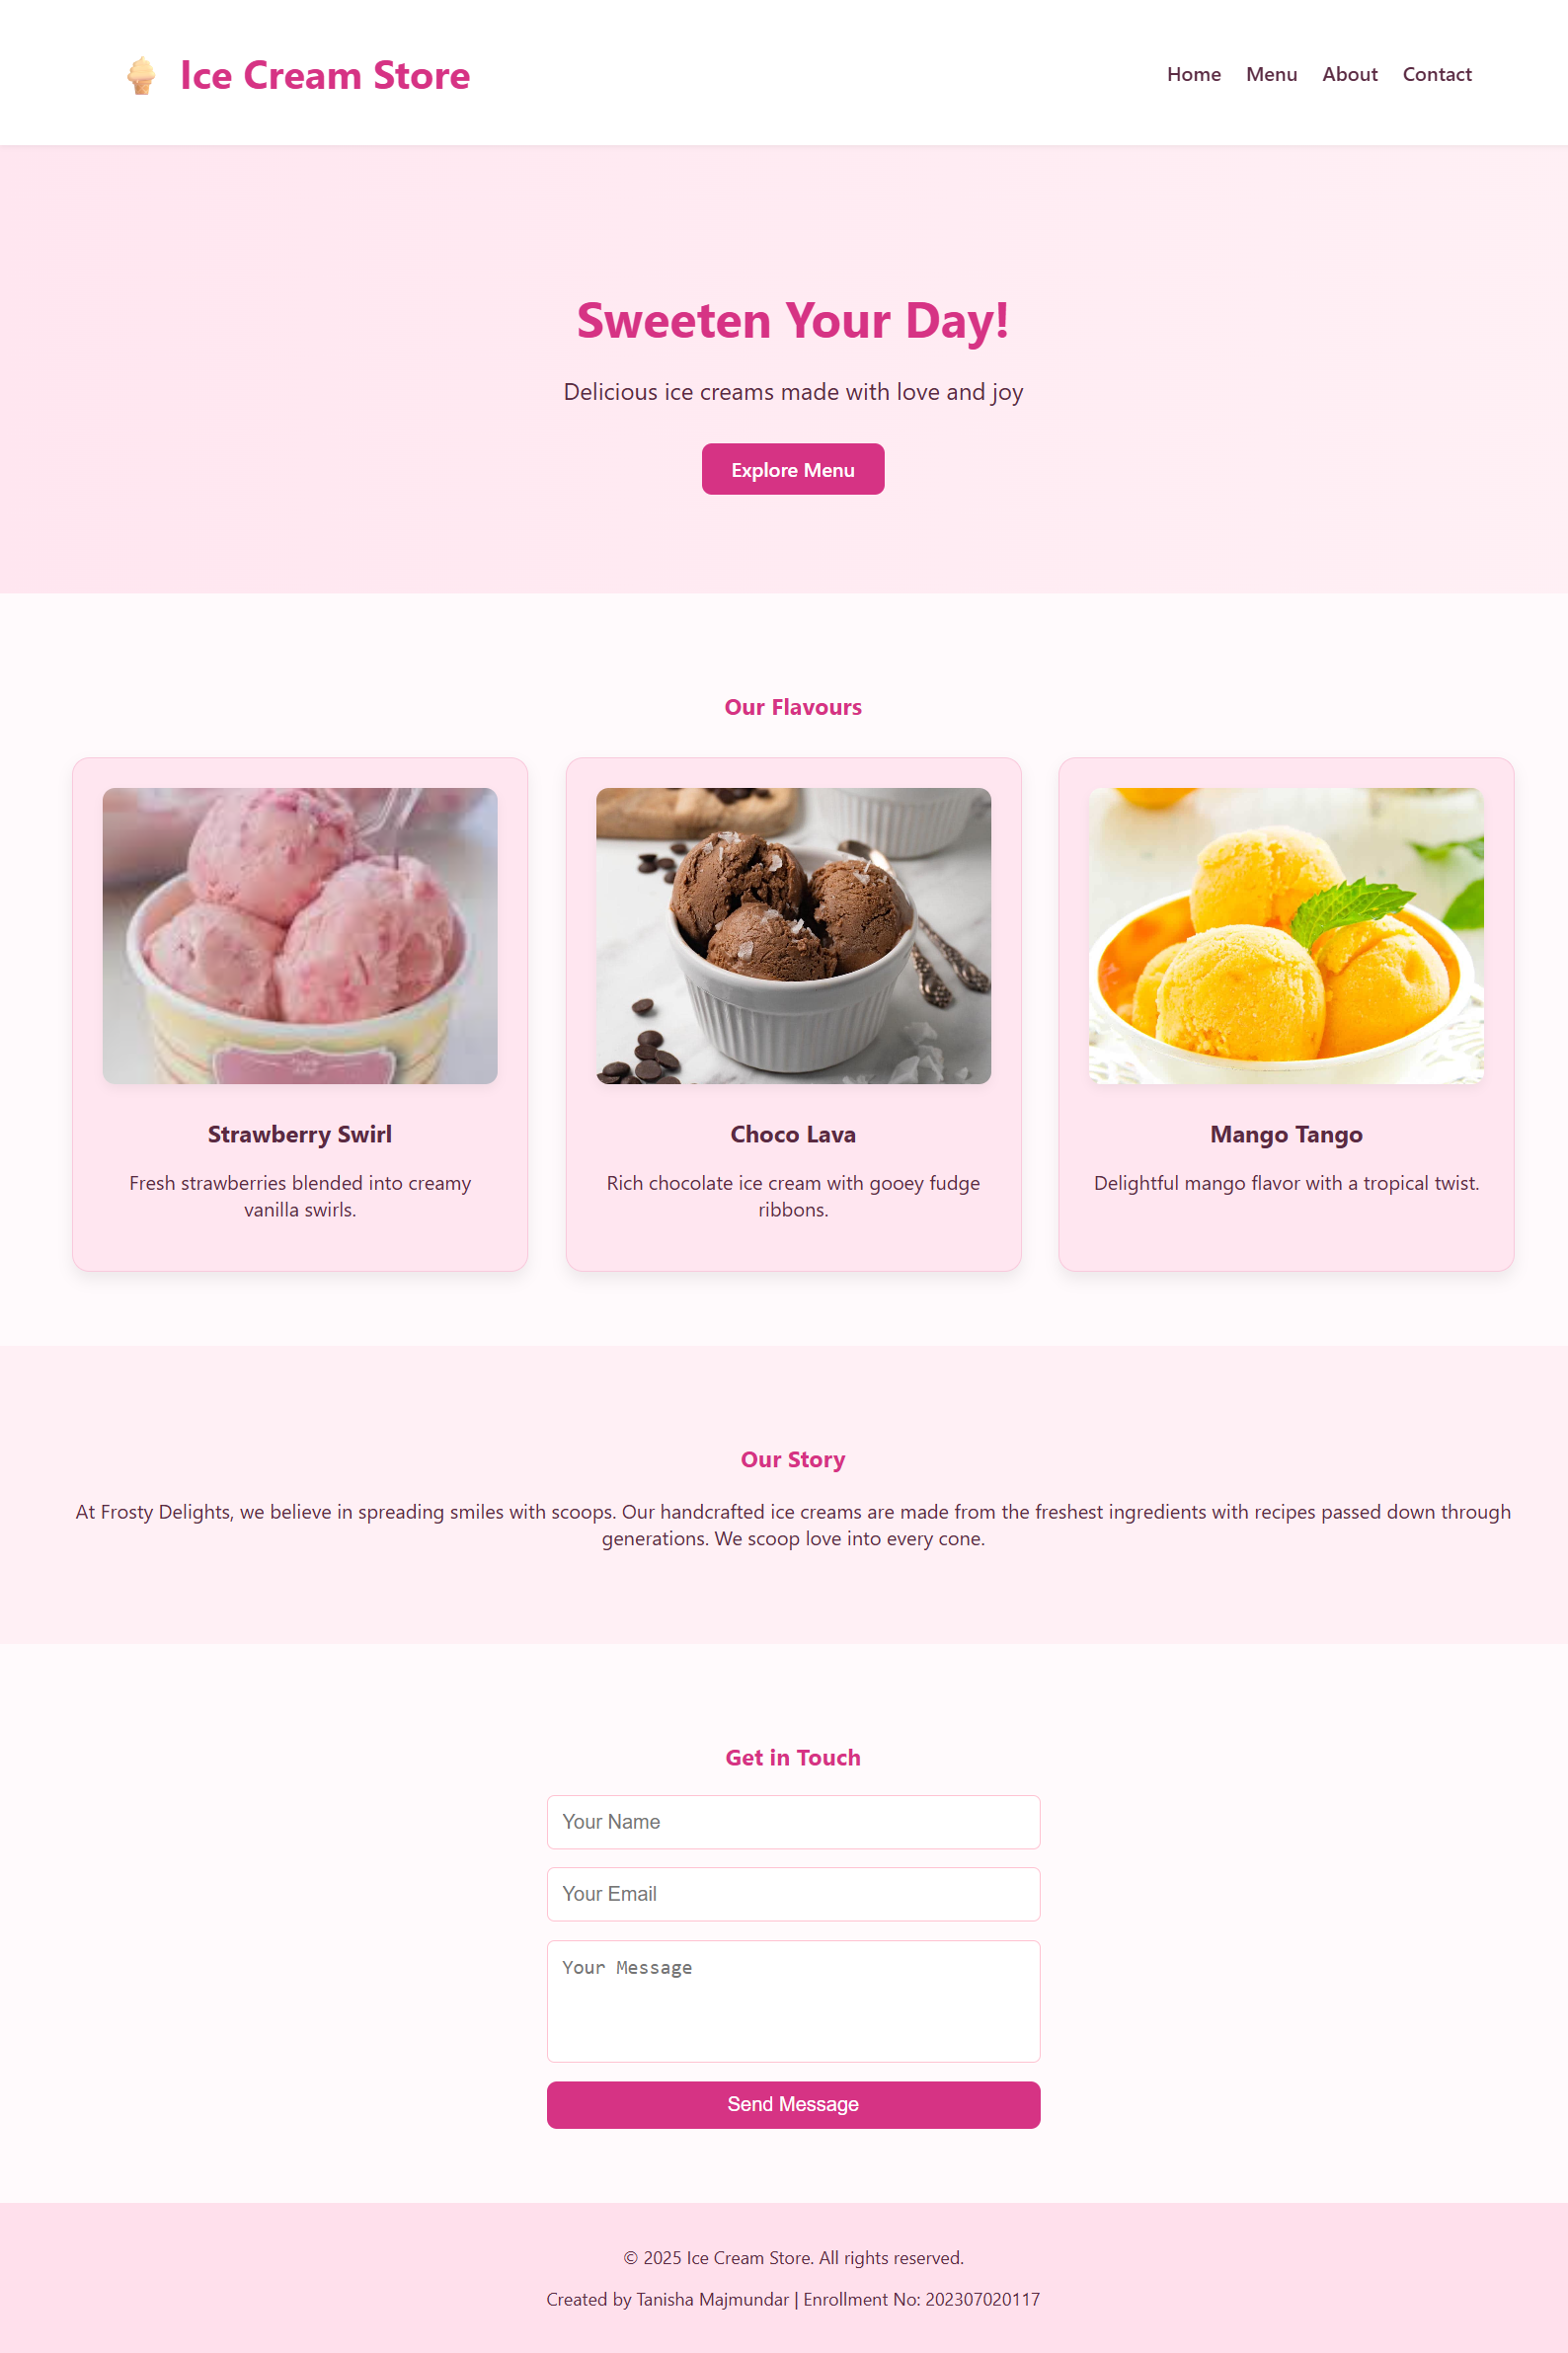 Ice Cream Store
Home Menu About Contact
Sweeten Your Day!
Delicious ice creams made with love and joy
Explore Menu
Our Flavours
Strawberry Swirl
Fresh strawberries blended into creamy
vanilla swirls.
Choco Lava
Rich chocolate ice cream with gooey fudge
ribbons.
Mango Tango
Delightful mango flavor with a tropical twist.
Our Story
At Frosty Delights, we believe in spreading smiles with scoops. Our handcrafted ice creams are made from the freshest ingredients with recipes passed down through
generations. We scoop love into every cone.
Get in Touch
Your Name
Your Email
Your Message
Send Message
© 2025 Ice Cream Store. All rights reserved.
Created by Tanisha Majmundar | Enrollment No: 202307020117